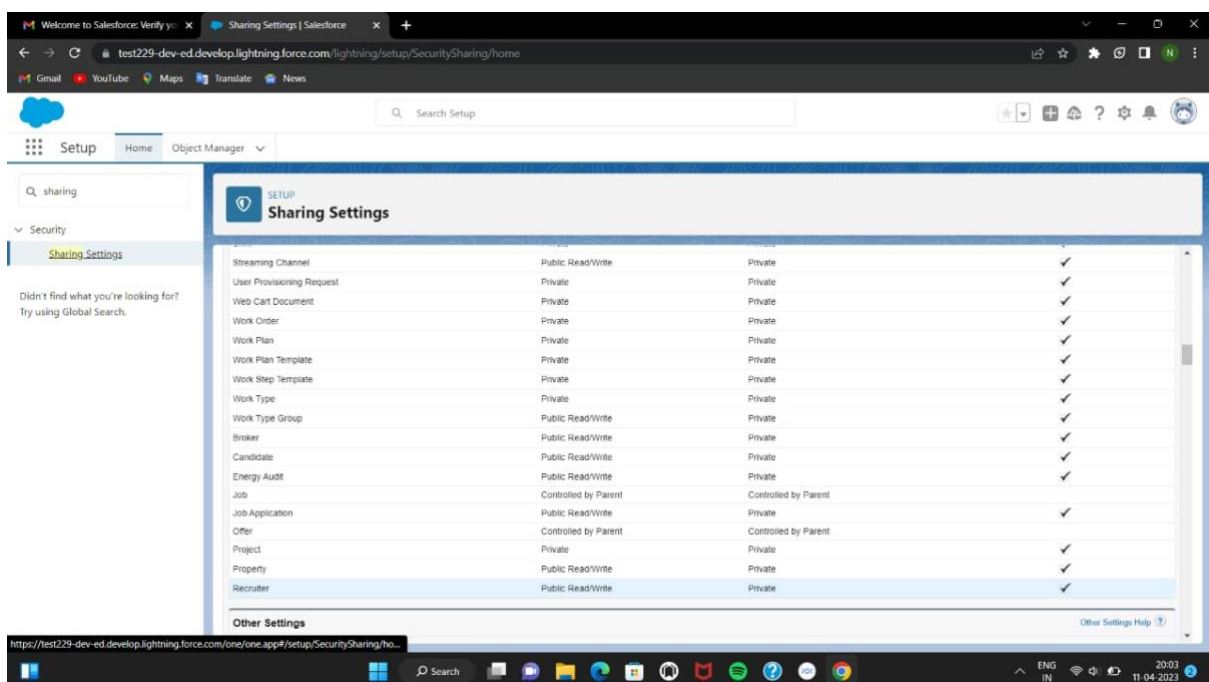 Welcome to Salesforce: Verify yo
Sharing Settings | Salesforce
test229-dev-ed.develop.lightning.force.com/lightning/setup/SecuritySharing/home
N
Gmail YouTube Maps Translate News
Search Setup
Setup Home Object Manager
sharing
Security
Sharing Settings
Didn't find what you're looking for?
Try using Global Search.
SETUP
Sharing Settings
Streaming Channel Public Read/Write Private ✓
User Provisioning Request Private Private ✓
Web Cart Document Private Private ✓
Work Order Private Private ✓
Work Plan Private Private ✓
Work Plan Template Private Private ✓
Work Step Template Private Private ✓
Work Type Private Private ✓
Work Type Group Public Read/Write Private ✓
Broker Public Read/Write Private ✓
Candidate Public Read/Write Private ✓
Energy Audit Public Read/Write Private ✓
Job Controlled by Parent Controlled by Parent
Job Application Public Read/Write Private ✓
Offer Controlled by Parent Controlled by Parent
Project Private Private ✓
Property Public Read/Write Private ✓
Recruiter Public Read/Write Private ✓
Other Settings Other Settings Help ?
https://test229-dev-ed.develop.lightning.force.com/one/one.app#/setup/SecuritySharing/ho...
Search
ENG
IN
20:03
11-04-2023
2